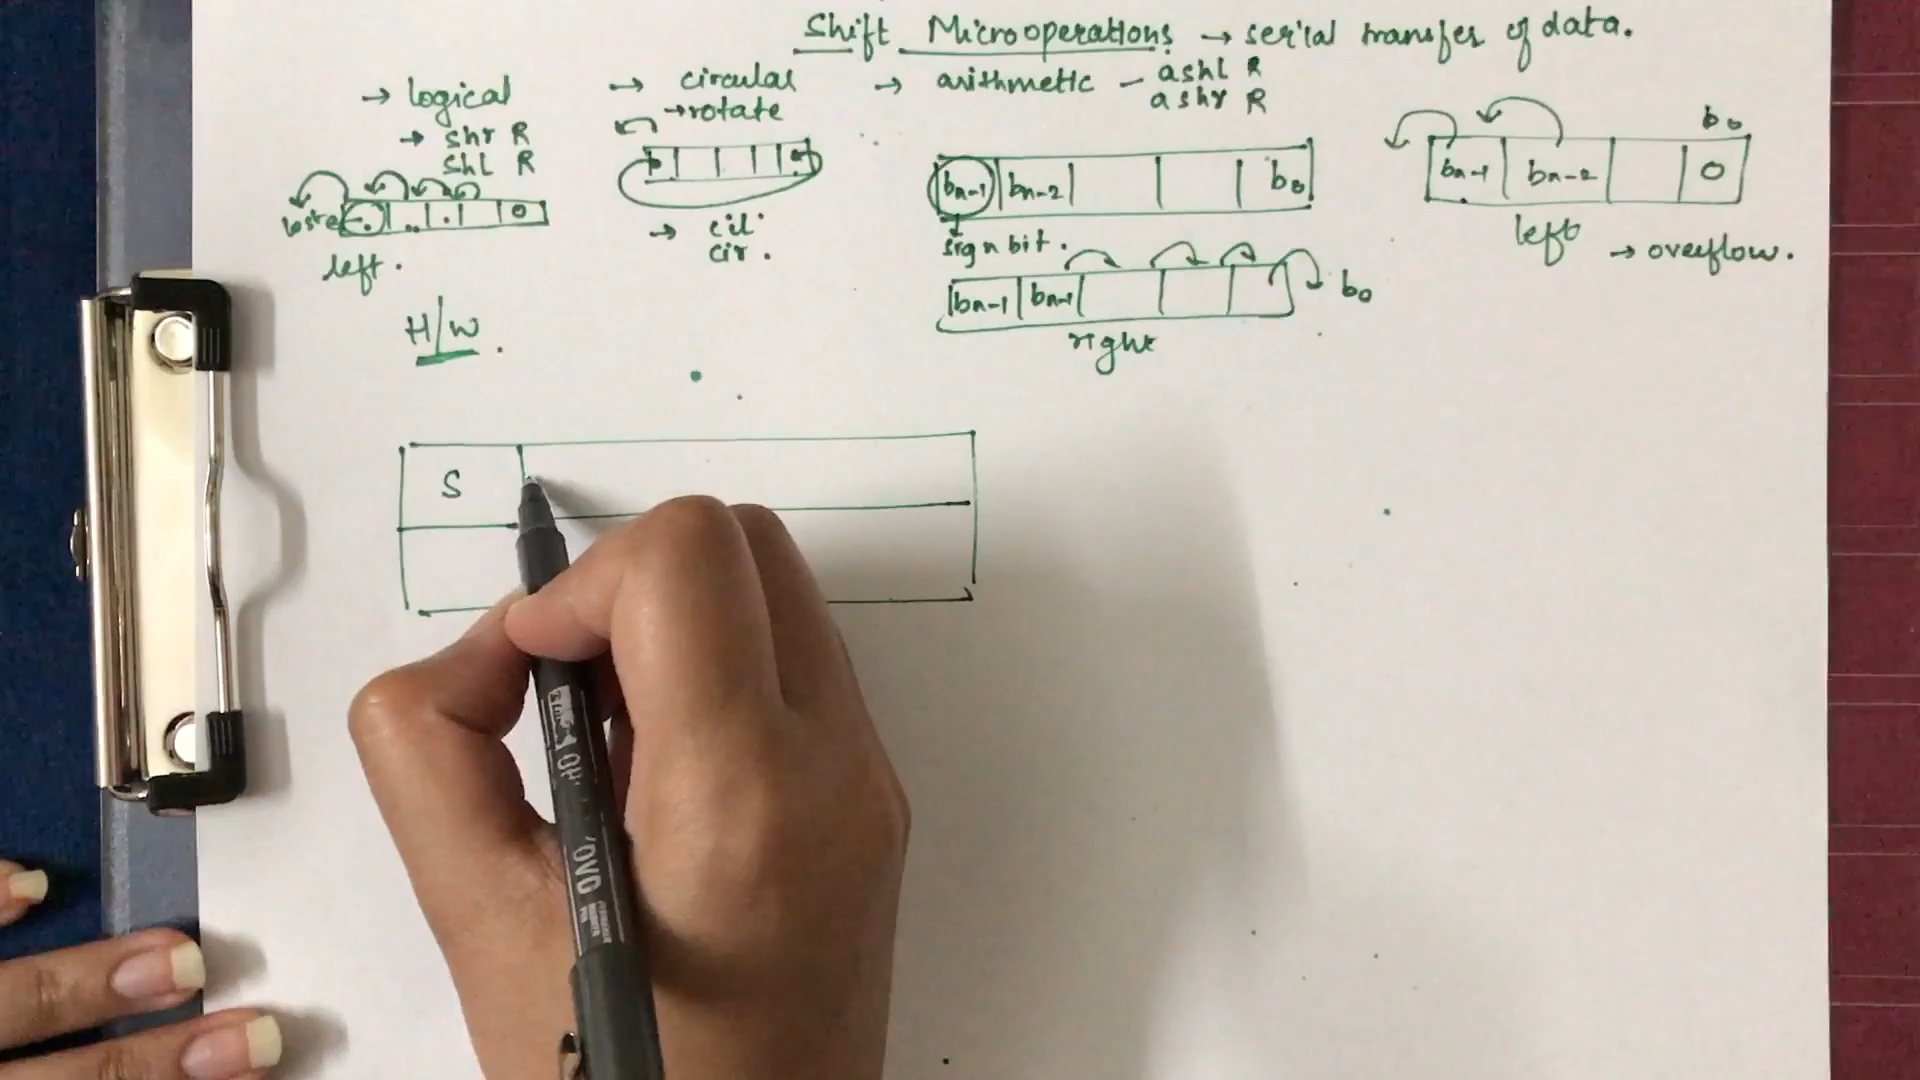 Shift Microoperations → serial transfer of data.
→ logical
→ shr R
shl R
left.
→ circular
→ rotate
→ cil
cir.
→ arithmetic – ashl R
ashr R
bn-1 bn-2 b0
sign bit.
bn-1 bn-1
b0
right
b0
bn-1 bn-2 0
left
→ overflow.
H/W.
S
OVO